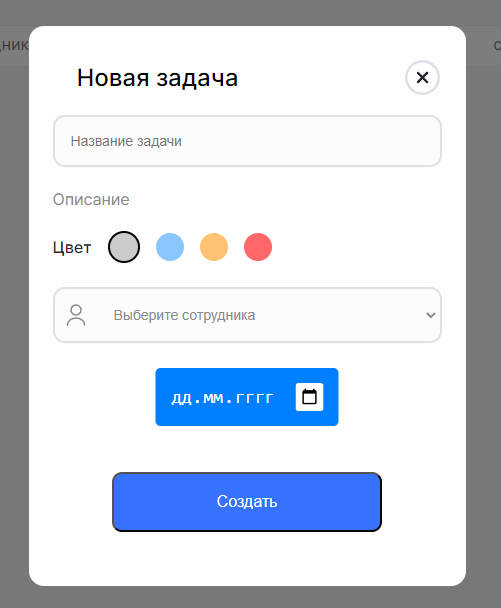 Новая задача
Название задачи
Описание
Цвет
Выберите сотрудника
дд.мм.гггг
Создать